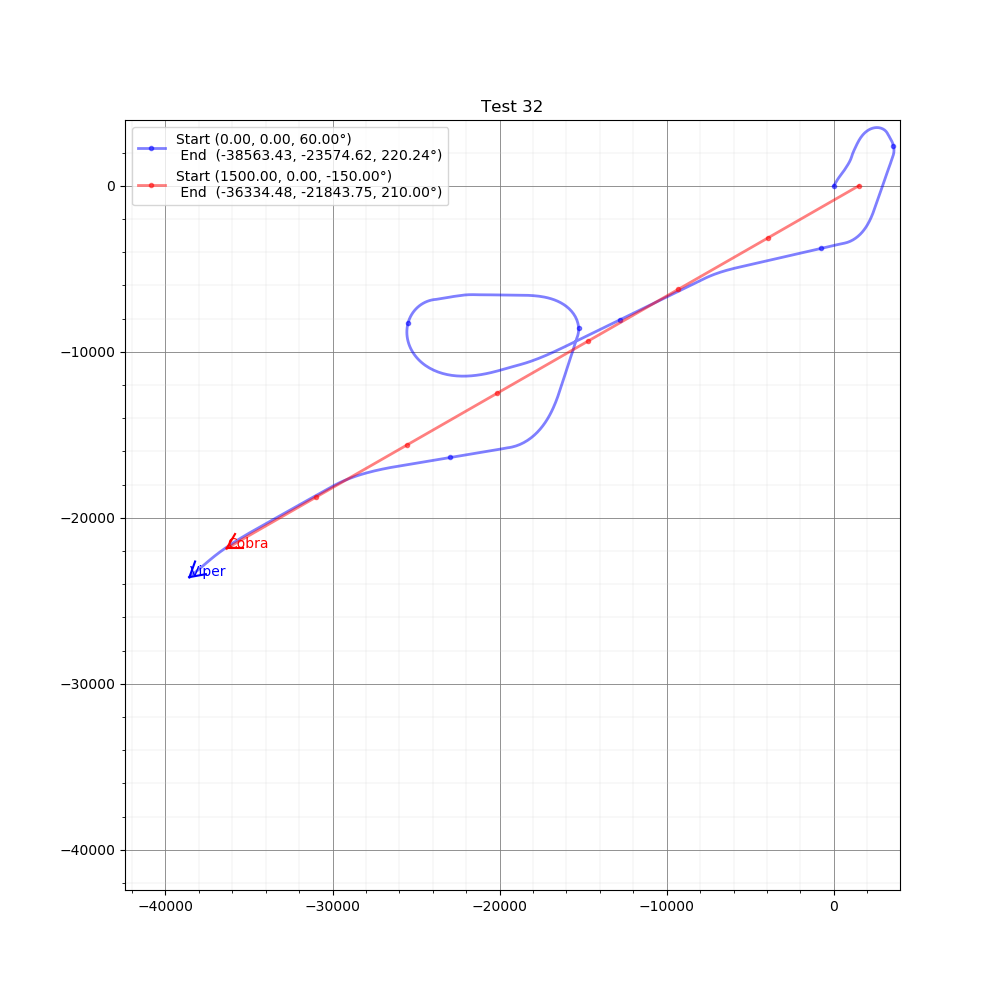 Test 32
Start (0.00, 0.00, 60.00°)
End (-38563.43, -23574.62, 220.24°)
Start (1500.00, 0.00, -150.00°)
End (-36334.48, -21843.75, 210.00°)
0
−10000
−20000
−30000
−40000
Cobra
Viper
−40000
−30000
−20000
−10000
0